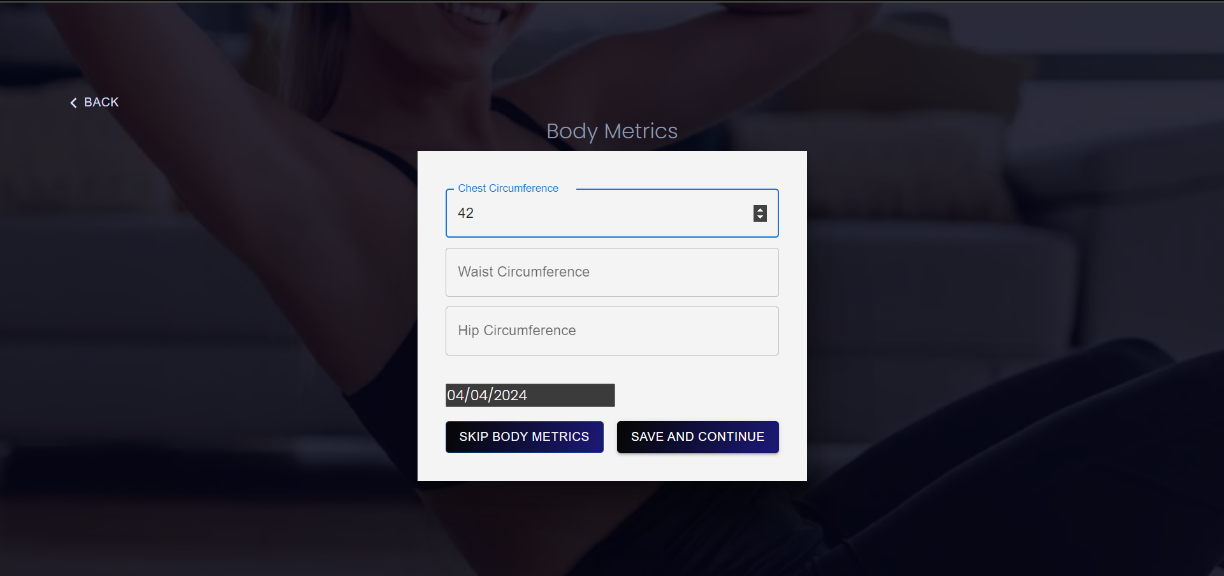 BACK
Body Metrics
Chest Circumference
42
Waist Circumference
Hip Circumference
04/04/2024
SKIP BODY METRICS
SAVE AND CONTINUE